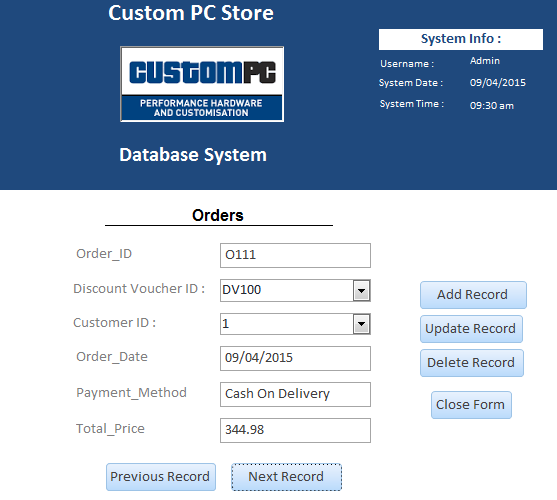 Custom PC Store
System Info :
Username : Admin
System Date : 09/04/2015
System Time : 09:30 am
CUSTOMPC
PERFORMANCE HARDWARE
AND CUSTOMISATION
Database System
Orders
Order_ID O111
Discount Voucher ID : DV100
Customer ID : 1
Order_Date 09/04/2015
Payment_Method Cash On Delivery
Total_Price 344.98
Add Record
Update Record
Delete Record
Close Form
Previous Record Next Record